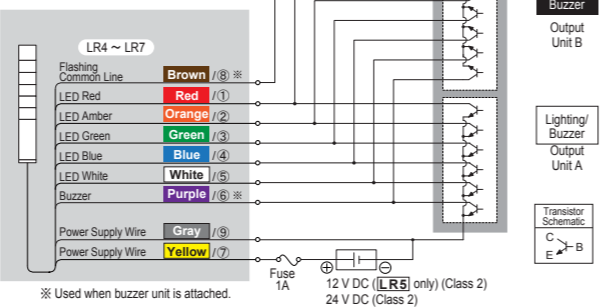 LR4 ～ LR7
Flashing
Common Line Brown /⑧ ※
LED Red Red /①
LED Amber Orange /②
LED Green Green /③
LED Blue Blue /④
LED White White /⑤
Buzzer Purple /⑥ ※
Power Supply Wire Gray /⑨
Power Supply Wire Yellow /⑦
※ Used when buzzer unit is attached.
Fuse
1A
⊕
⊖
12 V DC (LR5 only) (Class 2)
24 V DC (Class 2)
Buzzer
Output
Unit B
Lighting/
Buzzer
Output
Unit A
Transistor
Schematic
C
B
E